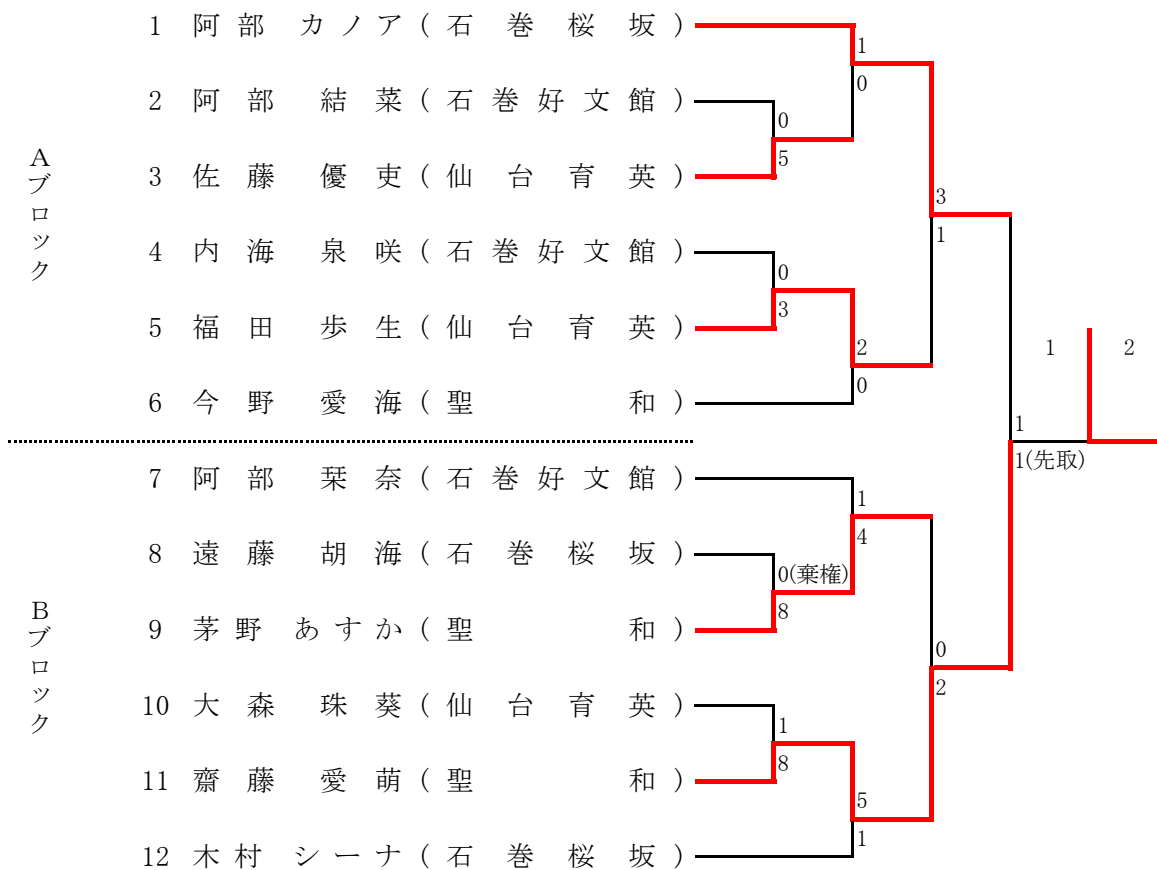 1 阿部 カノア(石巻桜坂)
1
0
2 阿部 結菜(石巻好文館)
0
5
3 佐藤 優吏(仙台育英)
Aブロック
3
1
4 内海 泉咲(石巻好文館)
0
3
5 福田 歩生(仙台育英)
2
0
1 2
6 今野 愛海(聖和)
1
1(先取)
7 阿部 栞奈(石巻好文館)
1
4
8 遠藤 胡海(石巻桜坂)
0(棄権)
8
9 茅野 あすか(聖和)
Bブロック
0
2
10 大森 珠葵(仙台育英)
1
8
11 齋藤 愛萌(聖和)
5
1
12 木村 シーナ(石巻桜坂)